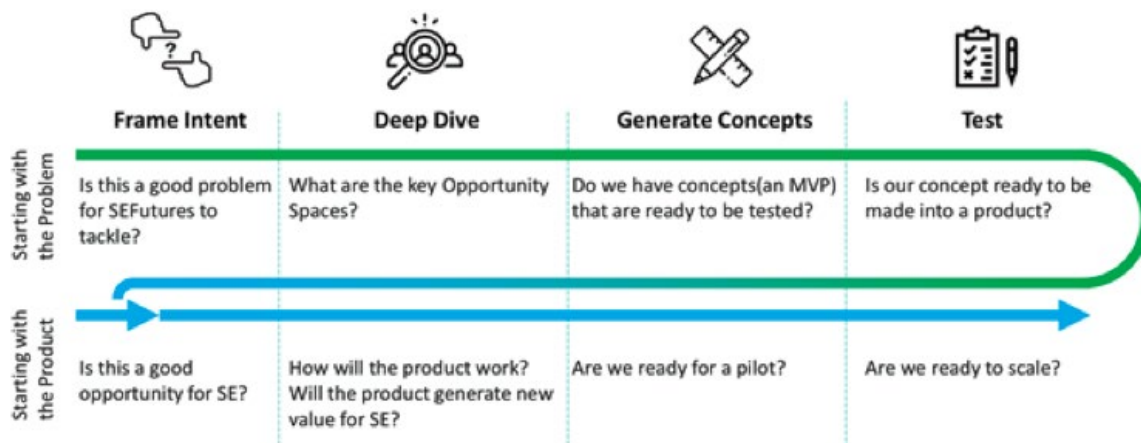 ?
Frame Intent
Deep Dive
Generate Concepts
Test
Starting with
the Problem
Is this a good problem
for SEFutures to
tackle?
What are the key Opportunity
Spaces?
Do we have concepts(an MVP)
that are ready to be tested?
Is our concept ready to be
made into a product?
Starting with
the Product
Is this a good
opportunity for SE?
How will the product work?
Will the product generate new
value for SE?
Are we ready for a pilot?
Are we ready to scale?